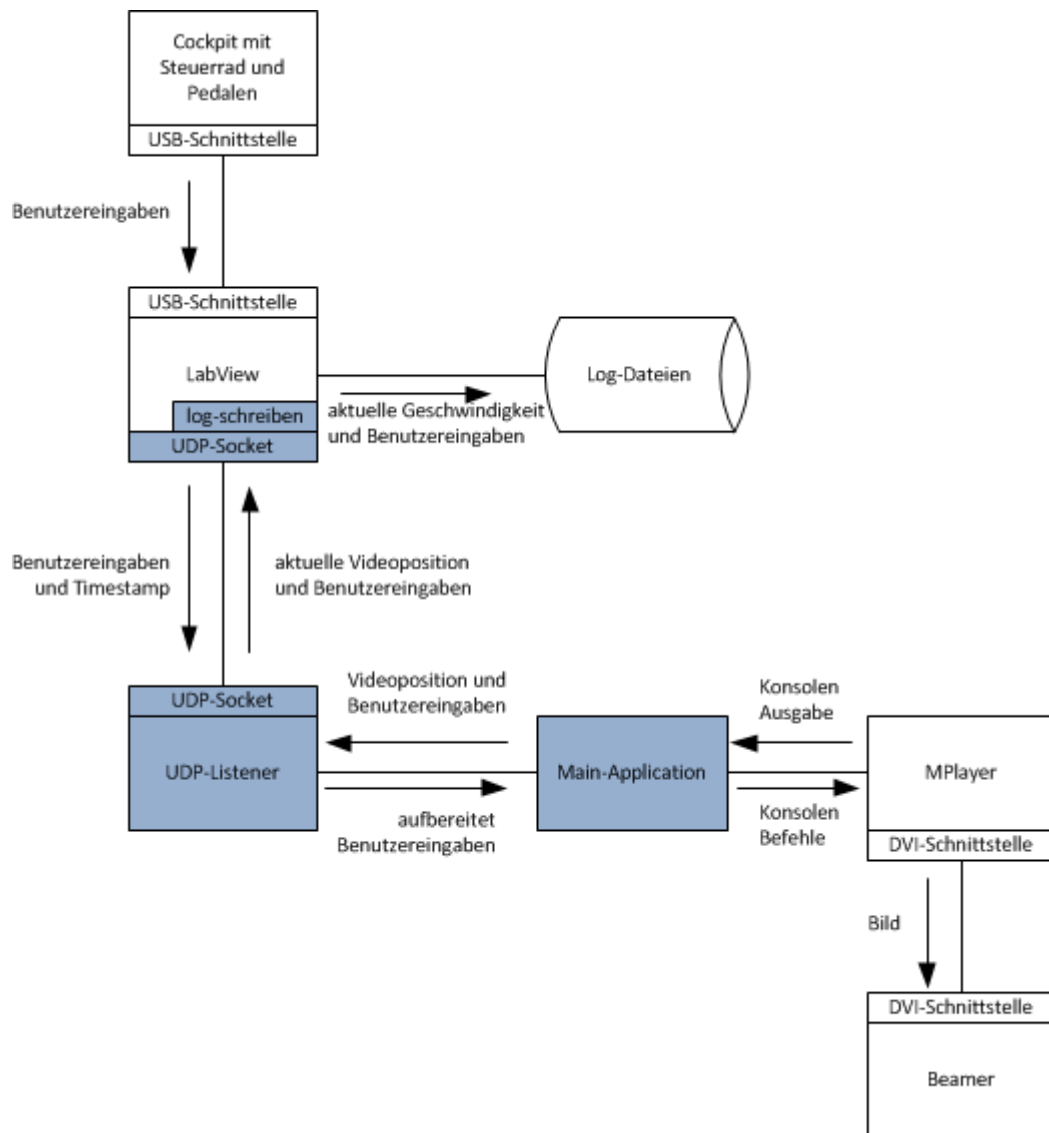 Cockpit mit
Steuerrad und
Pedalen
USB-Schnittstelle
Benutzereingaben
USB-Schnittstelle
LabView
log-schreiben
UDP-Socket
aktuelle Geschwindigkeit
und Benutzereingaben
Log-Dateien
Benutzereingaben
und Timestamp
aktuelle Videoposition
und Benutzereingaben
UDP-Socket
UDP-Listener
Videoposition und
Benutzereingaben
aufbereitet
Benutzereingaben
Main-Application
Konsolen
Ausgabe
Konsolen
Befehle
MPlayer
DVI-Schnittstelle
Bild
DVI-Schnittstelle
Beamer